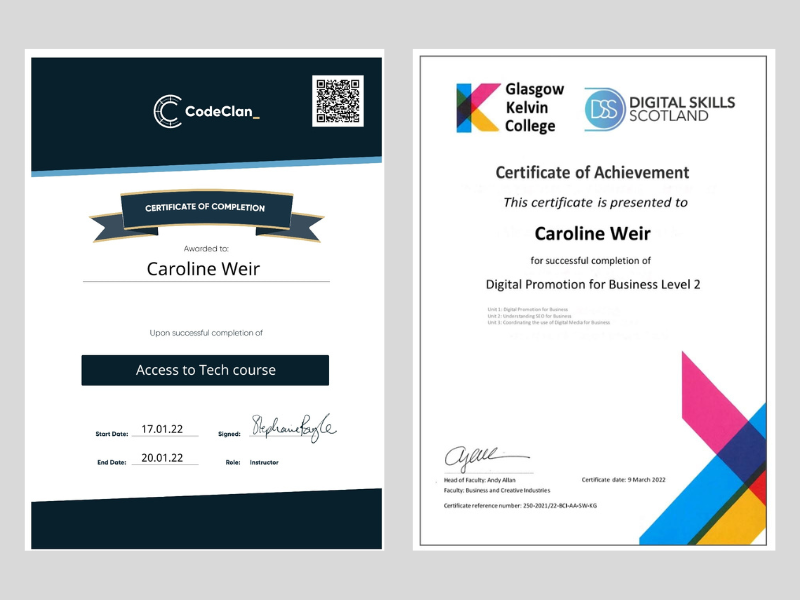 CodeClan_
CERTIFICATE OF COMPLETION
Awarded to:
Caroline Weir
Upon successful completion of
Access to Tech course
Start Date: 17.01.22
Signed:
End Date: 20.01.22
Role: Instructor
Glasgow
Kelvin
College
DSS
DIGITAL SKILLS
SCOTLAND
Certificate of Achievement
This certificate is presented to
Caroline Weir
for successful completion of
Digital Promotion for Business Level 2
Unit 1: Digital Promotion for Business
Unit 2: Understanding SEO for Business
Unit 3: Coordinating the use of Digital Media for Business
Head of Faculty: Andy Allan
Certificate date: 9 March 2022
Faculty: Business and Creative Industries
Certificate reference number: 250-2021/22-BCI-AA-SW-KG